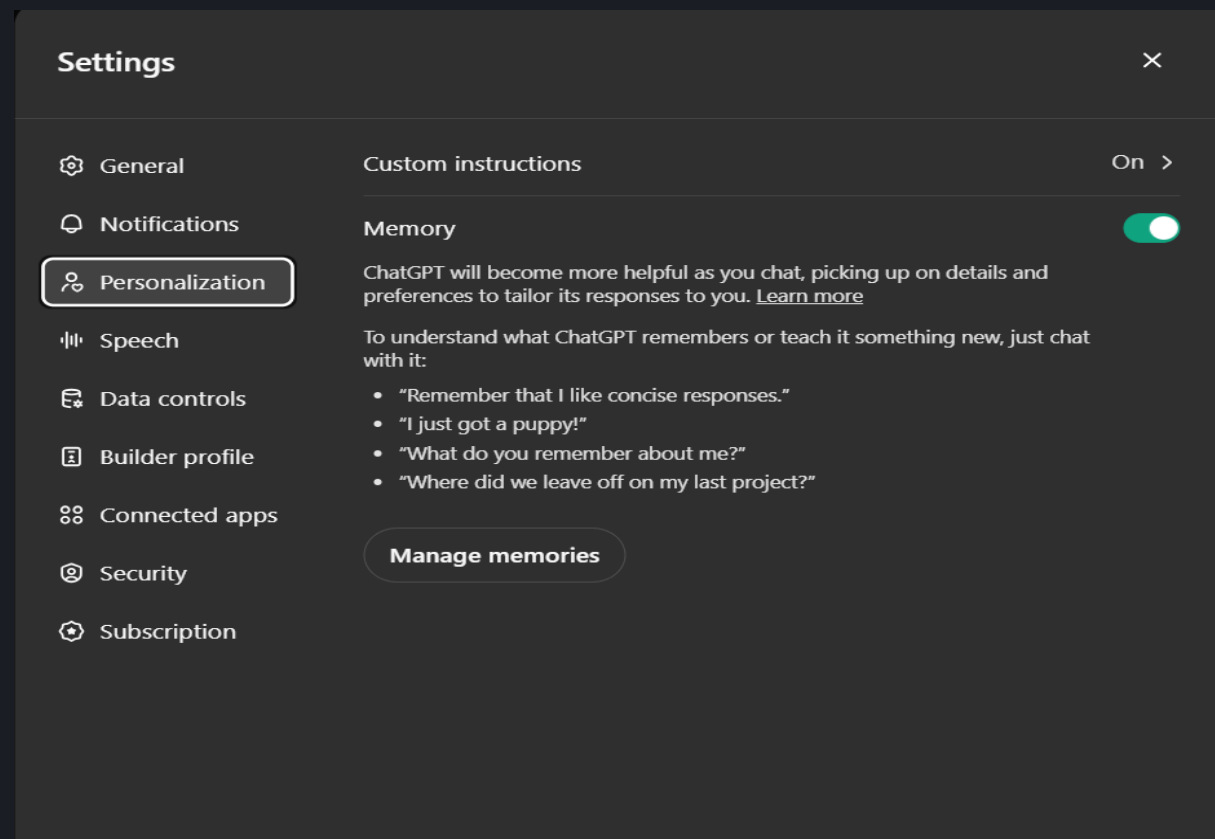 Settings
General
Notifications
Personalization
Speech
Data controls
Builder profile
Connected apps
Security
Subscription
Custom instructions On
Memory
ChatGPT will become more helpful as you chat, picking up on details and
preferences to tailor its responses to you. Learn more
To understand what ChatGPT remembers or teach it something new, just chat
with it:
• “Remember that I like concise responses.”
• “I just got a puppy!”
• “What do you remember about me?”
• “Where did we leave off on my last project?”
Manage memories